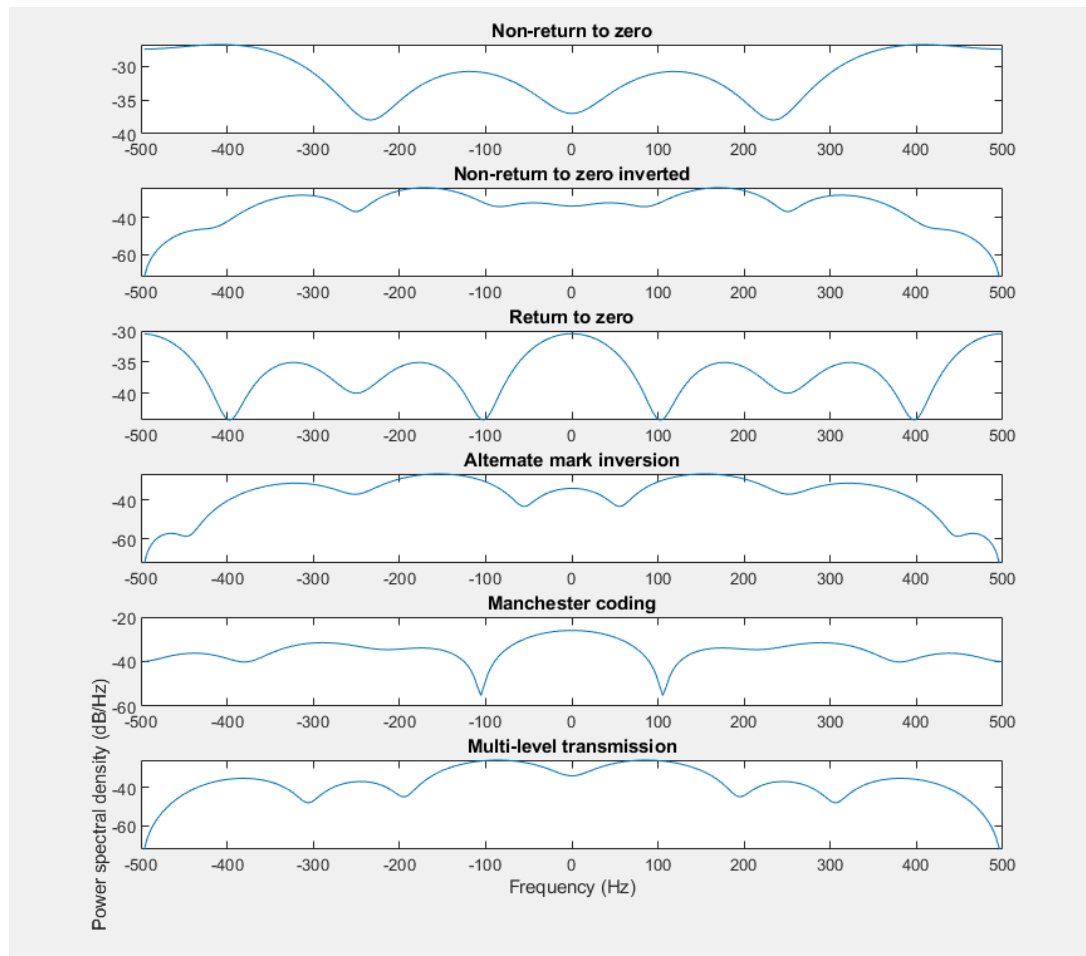 Non-return to zero
-30
-35
-40
-500 -400 -300 -200 -100 0 100 200 300 400 500
Non-return to zero inverted
-40
-60
-500 -400 -300 -200 -100 0 100 200 300 400 500
Return to zero
-30
-35
-40
-500 -400 -300 -200 -100 0 100 200 300 400 500
Alternate mark inversion
-40
-60
-500 -400 -300 -200 -100 0 100 200 300 400 500
Manchester coding
-20
-40
-60
-500 -400 -300 -200 -100 0 100 200 300 400 500
Multi-level transmission
-40
-60
-500 -400 -300 -200 -100 0 100 200 300 400 500
Frequency (Hz)
Power spectral density (dB/Hz)